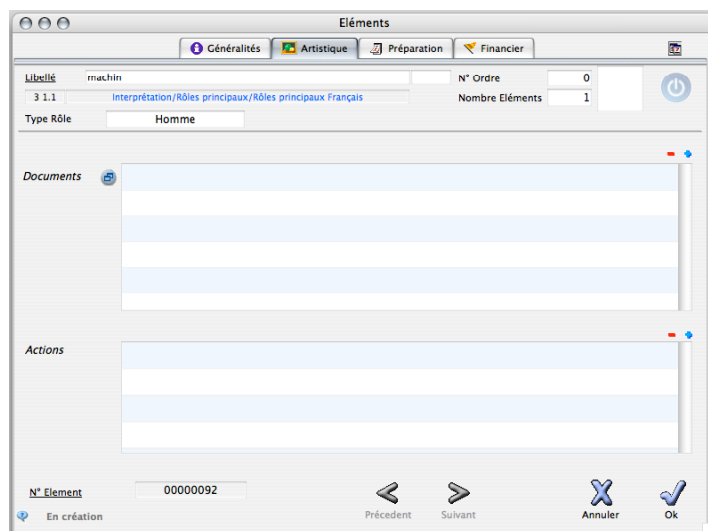 Eléments
Généralités Artistique Préparation Financier
Libellé machin N° Ordre 0
3 1.1 Interprétation/Rôles principaux/Rôles principaux Français Nombre Eléments 1
Type Rôle Homme
Documents
Actions
N° Element 00000092
En création Précedent Suivant Annuler Ok